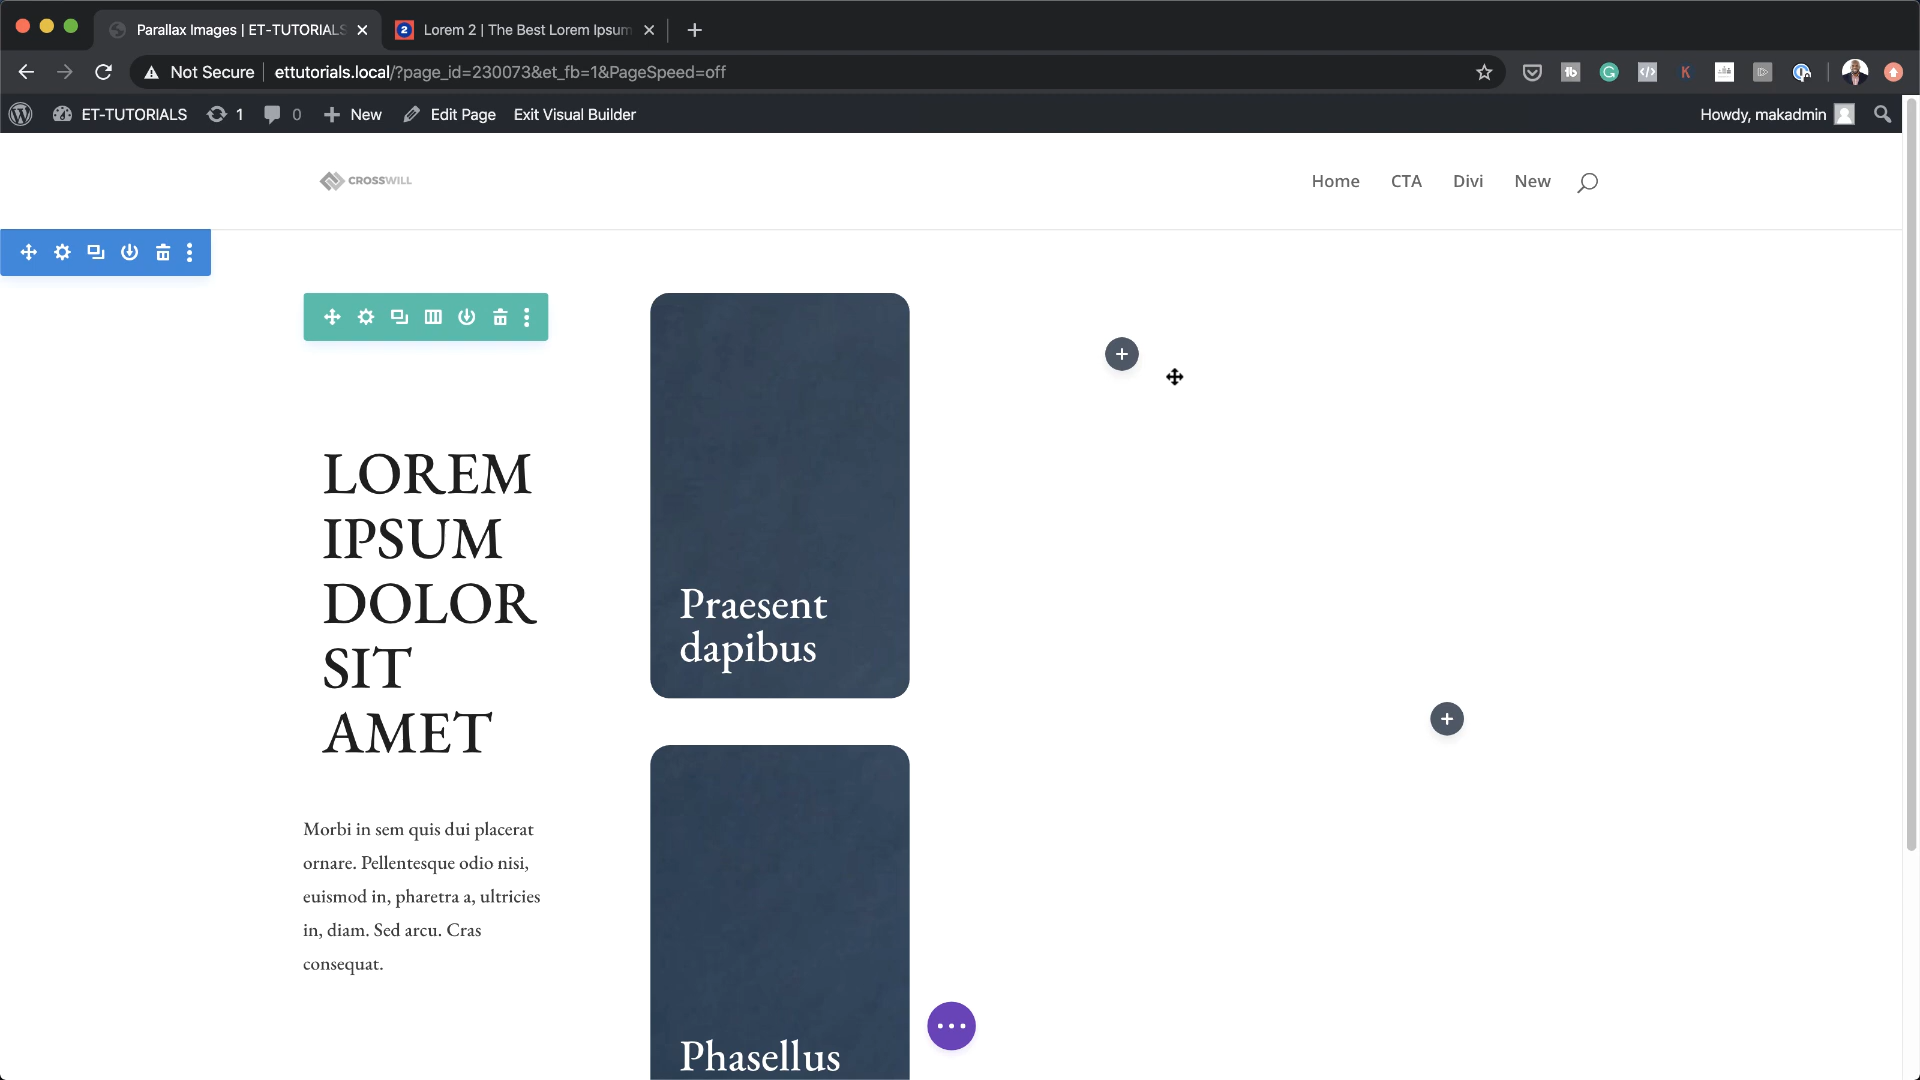 Parallax Images | ET-TUTORIALS
Lorem 2 | The Best Lorem Ipsum
Not Secure
ettutorials.local/?page_id=230073&et_fb=1&PageSpeed=off
ET-TUTORIALS
1
0
New
Edit Page
Exit Visual Builder
Howdy, makadmin
CROSSWILL
Home
CTA
Divi
New
LOREM
IPSUM
DOLOR
SIT
AMET
Morbi in sem quis dui placerat
ornare. Pellentesque odio nisi,
euismod in, pharetra a, ultricies
in, diam. Sed arcu. Cras
consequat.
Praesent
dapibus
Phasellus